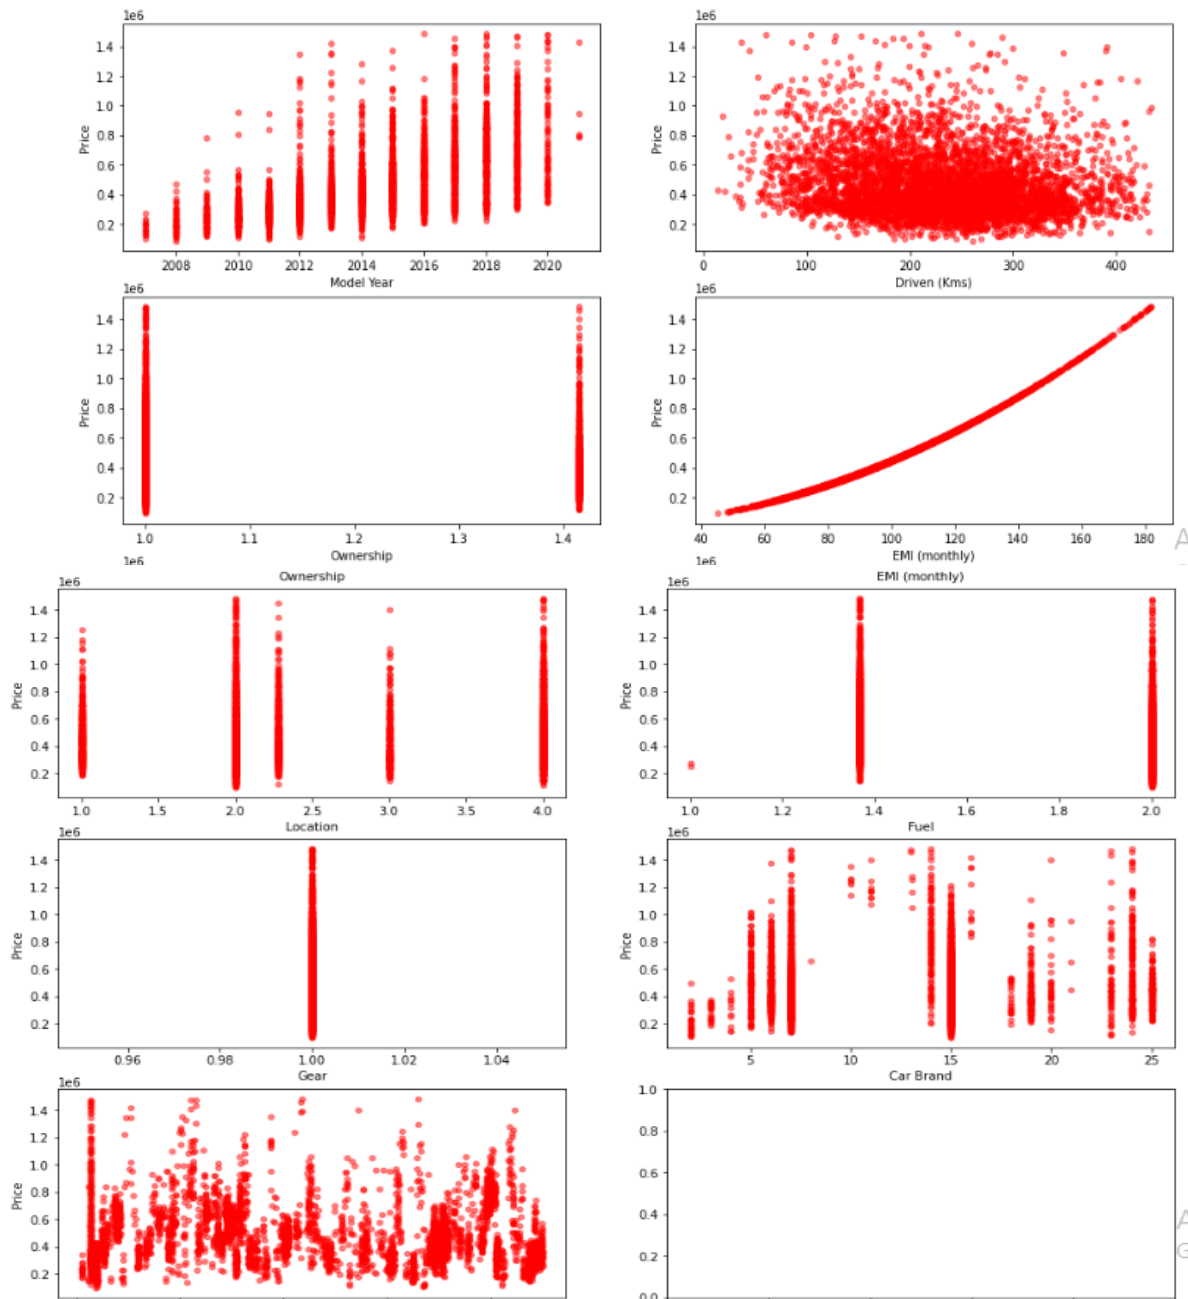 1e6
1e6
1.4
1.2
1.0
0.8
0.6
0.4
0.2
Price
2008 2010 2012 2014 2016 2018 2020
Model Year
1.4
1.2
1.0
0.8
0.6
0.4
0.2
Price
0 100 200 300 400
Driven (Kms)
1e6
1e6
1.4
1.2
1.0
0.8
0.6
0.4
0.2
Price
1.0 1.1 1.2 1.3 1.4
Ownership
1.4
1.2
1.0
0.8
0.6
0.4
0.2
Price
40 60 80 100 120 140 160 180
EMI (monthly)
A
1e6
1e6
Ownership
EMI (monthly)
1e6
1e6
1.4
1.2
1.0
0.8
0.6
0.4
0.2
Price
1.0 1.5 2.0 2.5 3.0 3.5 4.0
Location
1.4
1.2
1.0
0.8
0.6
0.4
0.2
Price
1.0 1.2 1.4 1.6 1.8 2.0
Fuel
1e6
1e6
1.4
1.2
1.0
0.8
0.6
0.4
0.2
Price
0.96 0.98 1.00 1.02 1.04
Gear
1.4
1.2
1.0
0.8
0.6
0.4
0.2
Price
5 10 15 20 25
Car Brand
1e6
1.4
1.2
1.0
0.8
0.6
0.4
0.2
Price
1.0
0.8
0.6
0.4
0.2
0.0
A
G